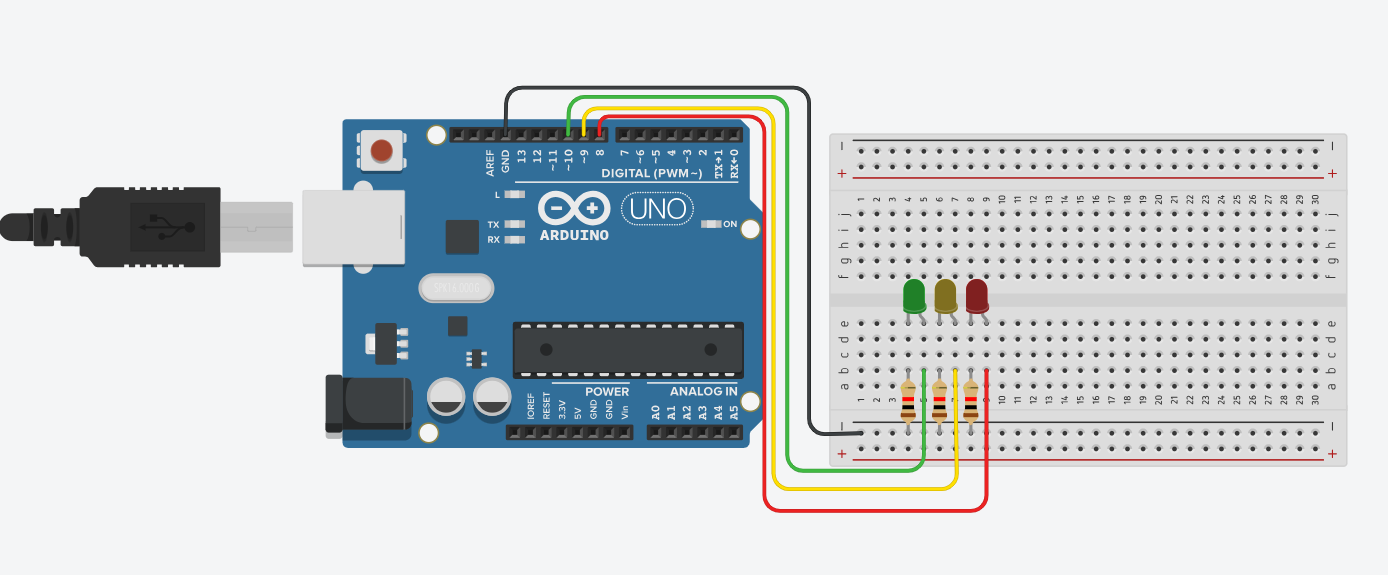 AREF GND 13 12 ~11 ~10 ~9 8 7 ~6 ~5 4 ~3 2 TX→1 RX←0
DIGITAL (PWM~)
L
TX
RX
UNO
ARDUINO
ON
POWER ANALOG IN
IOREF RESET 3.3V 5V GND GND Vin A0 A1 A2 A3 A4 A5
− −
+ +
1 2 3 4 5 6 7 8 9 10 11 12 13 14 15 16 17 18 19 20 21 22 23 24 25 26 27 28 29 30
j j
i i
h h
g g
f f
e e
d d
c c
b b
a a
1 2 3 4 5 6 7 8 9 10 11 12 13 14 15 16 17 18 19 20 21 22 23 24 25 26 27 28 29 30
− −
+ +